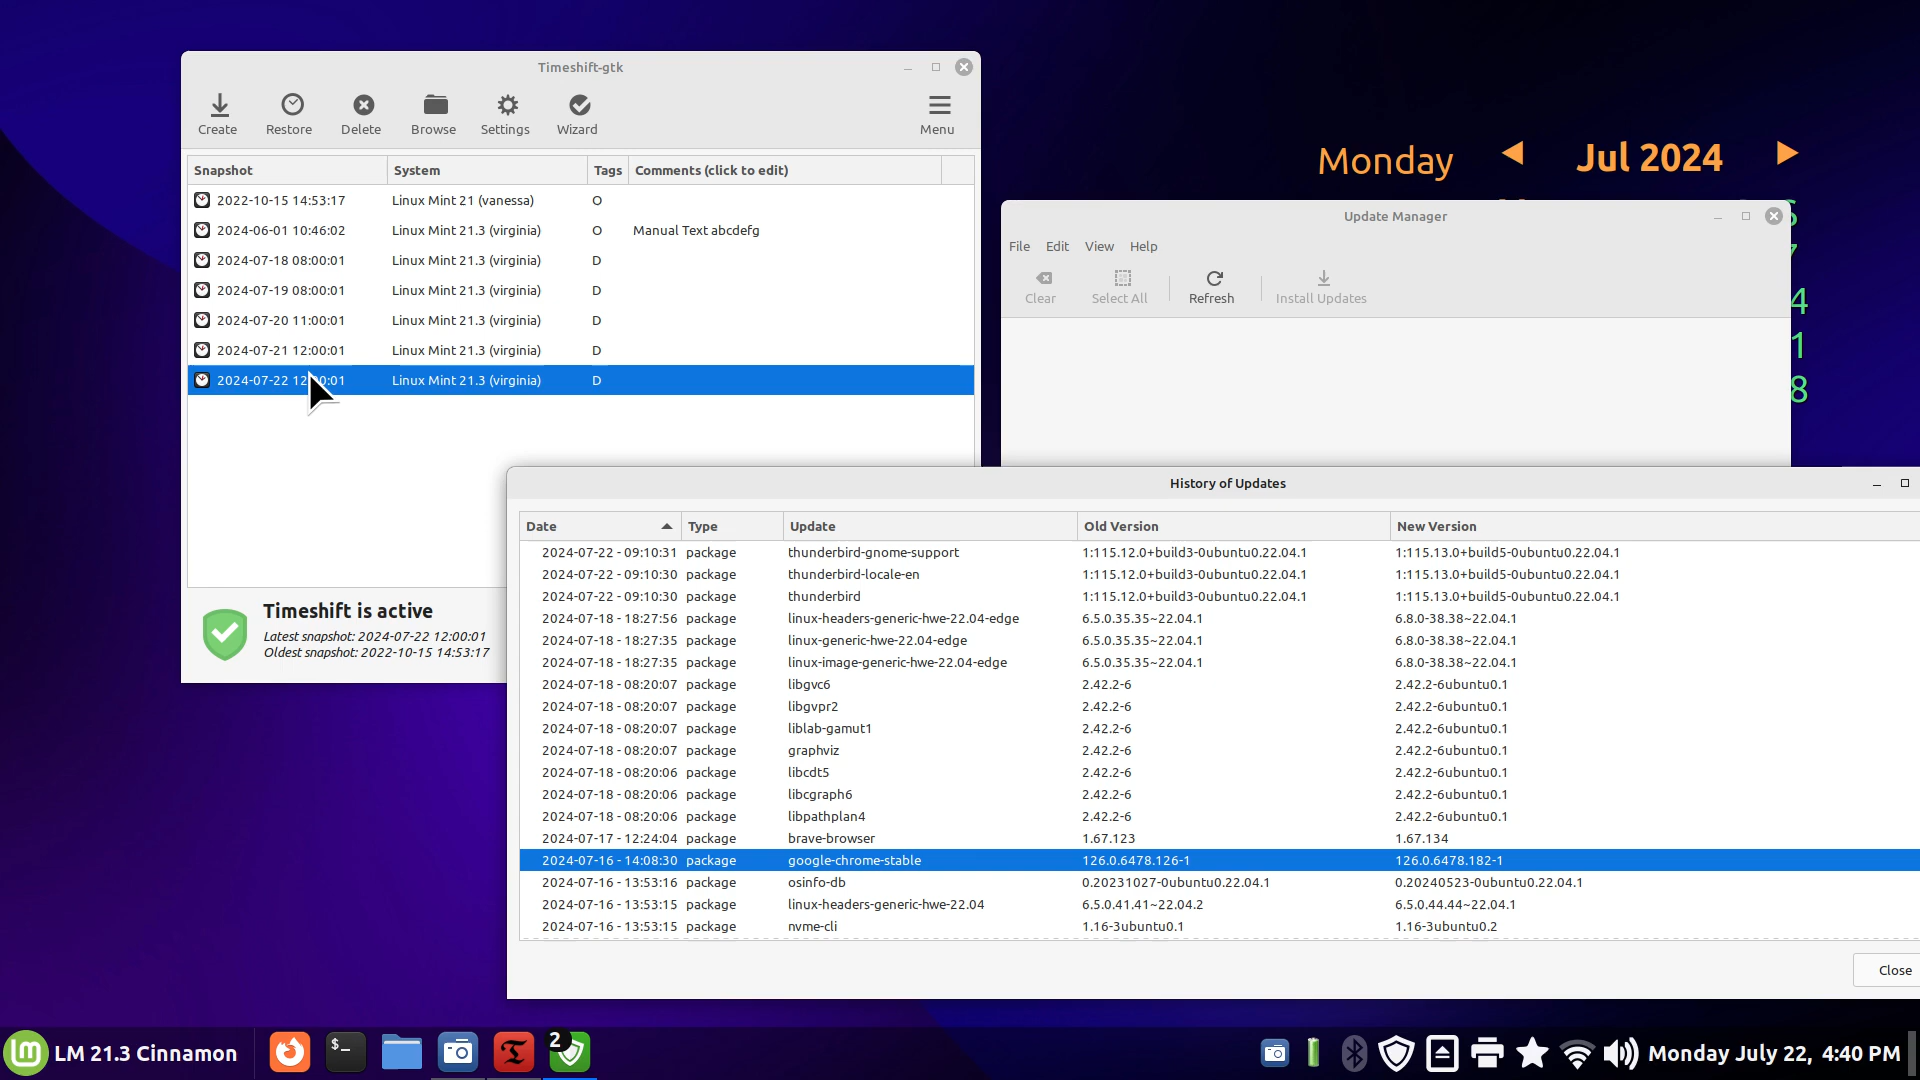 Timeshift-gtk
Create Restore Delete Browse Settings Wizard Menu
Snapshot System Tags Comments (click to edit)
2022-10-15 14:53:17 Linux Mint 21 (vanessa) O
2024-06-01 10:46:02 Linux Mint 21.3 (virginia) O Manual Text abcdefg
2024-07-18 08:00:01 Linux Mint 21.3 (virginia) D
2024-07-19 08:00:01 Linux Mint 21.3 (virginia) D
2024-07-20 11:00:01 Linux Mint 21.3 (virginia) D
2024-07-21 12:00:01 Linux Mint 21.3 (virginia) D
2024-07-22 12:00:01 Linux Mint 21.3 (virginia) D
Timeshift is active
Latest snapshot: 2024-07-22 12:00:01
Oldest snapshot: 2022-10-15 14:53:17
Monday Jul 2024
4
1
8
Update Manager
File Edit View Help
Clear Select All Refresh Install Updates
History of Updates
Date Type Update Old Version New Version
2024-07-22 - 09:10:31 package thunderbird-gnome-support 1:115.12.0+build3-0ubuntu0.22.04.1 1:115.13.0+build5-0ubuntu0.22.04.1
2024-07-22 - 09:10:30 package thunderbird-locale-en 1:115.12.0+build3-0ubuntu0.22.04.1 1:115.13.0+build5-0ubuntu0.22.04.1
2024-07-22 - 09:10:30 package thunderbird 1:115.12.0+build3-0ubuntu0.22.04.1 1:115.13.0+build5-0ubuntu0.22.04.1
2024-07-18 - 18:27:56 package linux-headers-generic-hwe-22.04-edge 6.5.0.35.35~22.04.1 6.8.0-38.38~22.04.1
2024-07-18 - 18:27:35 package linux-generic-hwe-22.04-edge 6.5.0.35.35~22.04.1 6.8.0-38.38~22.04.1
2024-07-18 - 18:27:35 package linux-image-generic-hwe-22.04-edge 6.5.0.35.35~22.04.1 6.8.0-38.38~22.04.1
2024-07-18 - 08:20:07 package libgvc6 2.42.2-6 2.42.2-6ubuntu0.1
2024-07-18 - 08:20:07 package libgvpr2 2.42.2-6 2.42.2-6ubuntu0.1
2024-07-18 - 08:20:07 package liblab-gamut1 2.42.2-6 2.42.2-6ubuntu0.1
2024-07-18 - 08:20:07 package graphviz 2.42.2-6 2.42.2-6ubuntu0.1
2024-07-18 - 08:20:06 package libcdt5 2.42.2-6 2.42.2-6ubuntu0.1
2024-07-18 - 08:20:06 package libcgraph6 2.42.2-6 2.42.2-6ubuntu0.1
2024-07-18 - 08:20:06 package libpathplan4 2.42.2-6 2.42.2-6ubuntu0.1
2024-07-17 - 12:24:04 package brave-browser 1.67.123 1.67.134
2024-07-16 - 14:08:30 package google-chrome-stable 126.0.6478.126-1 126.0.6478.182-1
2024-07-16 - 13:53:16 package osinfo-db 0.20231027-0ubuntu0.22.04.1 0.20240523-0ubuntu0.22.04.1
2024-07-16 - 13:53:15 package linux-headers-generic-hwe-22.04 6.5.0.41.41~22.04.2 6.5.0.44.44~22.04.1
2024-07-16 - 13:53:15 package nvme-cli 1.16-3ubuntu0.1 1.16-3ubuntu0.2
Close
LM 21.3 Cinnamon $_ 2 Monday July 22, 4:40 PM